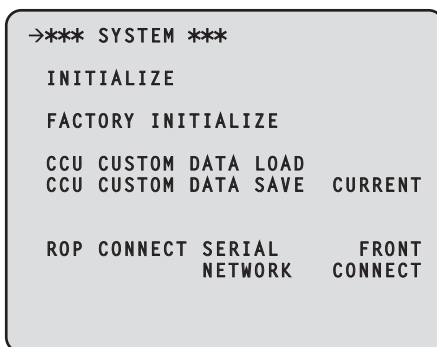 →*** SYSTEM ***
INITIALIZE
FACTORY INITIALIZE
CCU CUSTOM DATA LOAD
CCU CUSTOM DATA SAVE CURRENT
ROP CONNECT SERIAL FRONT
NETWORK CONNECT